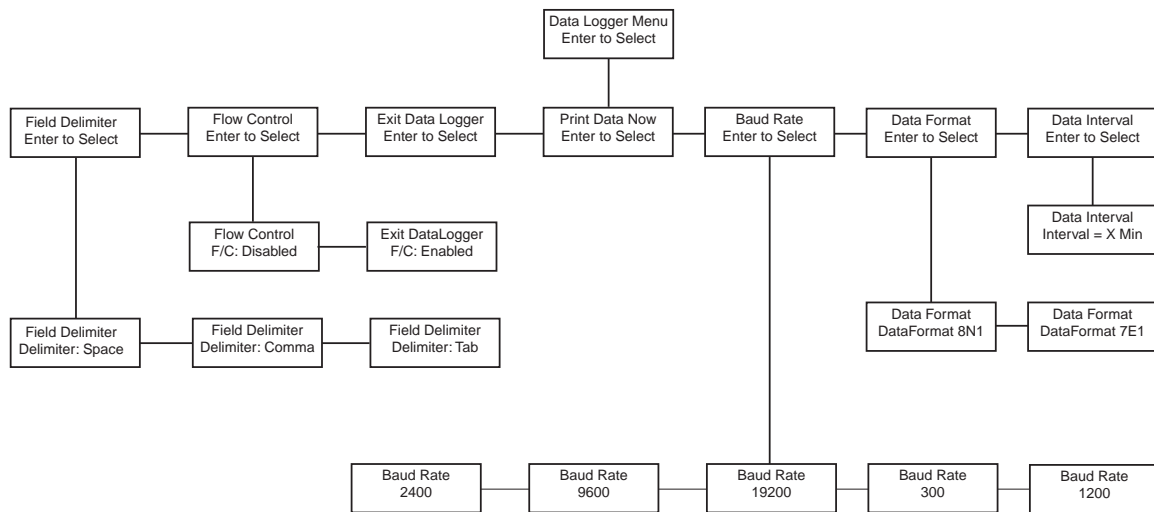 Data Logger Menu
Enter to Select
Field Delimiter
Enter to Select
Flow Control
Enter to Select
Exit Data Logger
Enter to Select
Print Data Now
Enter to Select
Baud Rate
Enter to Select
Data Format
Enter to Select
Data Interval
Enter to Select
Flow Control
F/C: Disabled
Exit DataLogger
F/C: Enabled
Data Interval
Interval = X Min
Field Delimiter
Delimiter: Space
Field Delimiter
Delimiter: Comma
Field Delimiter
Delimiter: Tab
Data Format
DataFormat 8N1
Data Format
DataFormat 7E1
Baud Rate
2400
Baud Rate
9600
Baud Rate
19200
Baud Rate
300
Baud Rate
1200